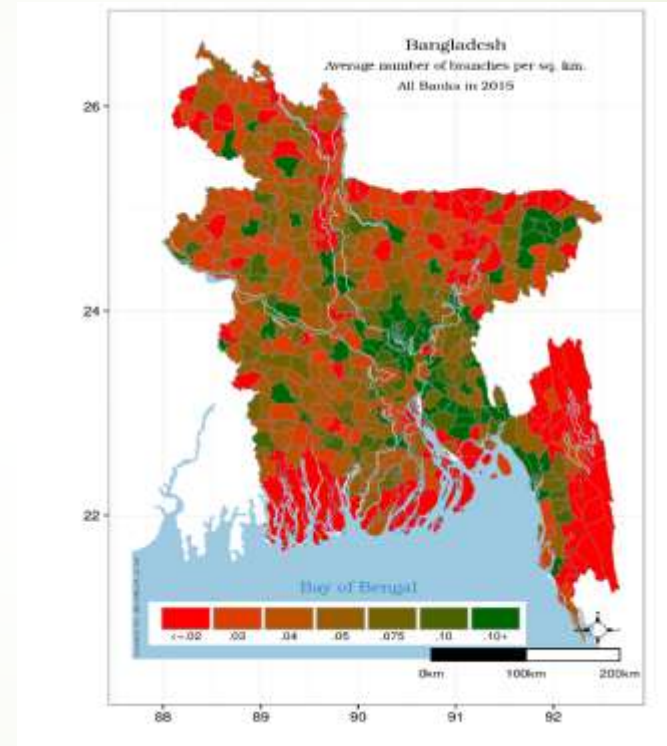 Bangladesh
Average number of branches per sq. km.
All Banks in 2015
26
24
22
Bay of Bengal
<=.02 .03 .04 .05 .075 .10 .10+
0km 100km 200km
88 89 90 91 92